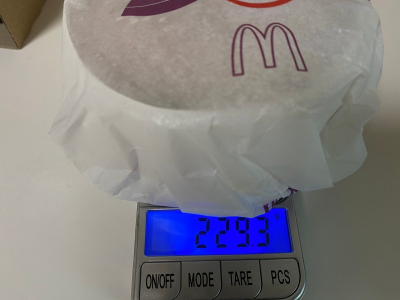 M
229.3
ON/OFF MODE TARE PCS